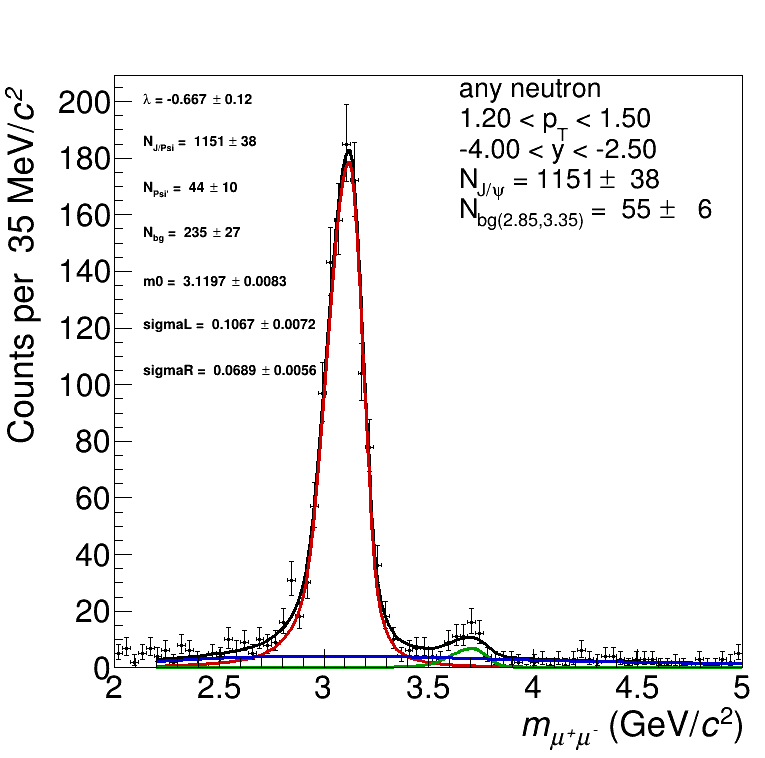 any neutron
1.20 < p_T < 1.50
-4.00 < y < -2.50
N_J/ψ = 1151 ± 38
N_bg(2.85,3.35) = 55 ± 6
λ = -0.667 ± 0.12
N_J/Psi = 1151 ± 38
N_Psi' = 44 ± 10
N_bg = 235 ± 27
m0 = 3.1197 ± 0.0083
sigmaL = 0.1067 ± 0.0072
sigmaR = 0.0689 ± 0.0056
Counts per 35 MeV/c²
200
180
160
140
120
100
80
60
40
20
0
2 2.5 3 3.5 4 4.5 5
m_μ⁺μ⁻ (GeV/c²)